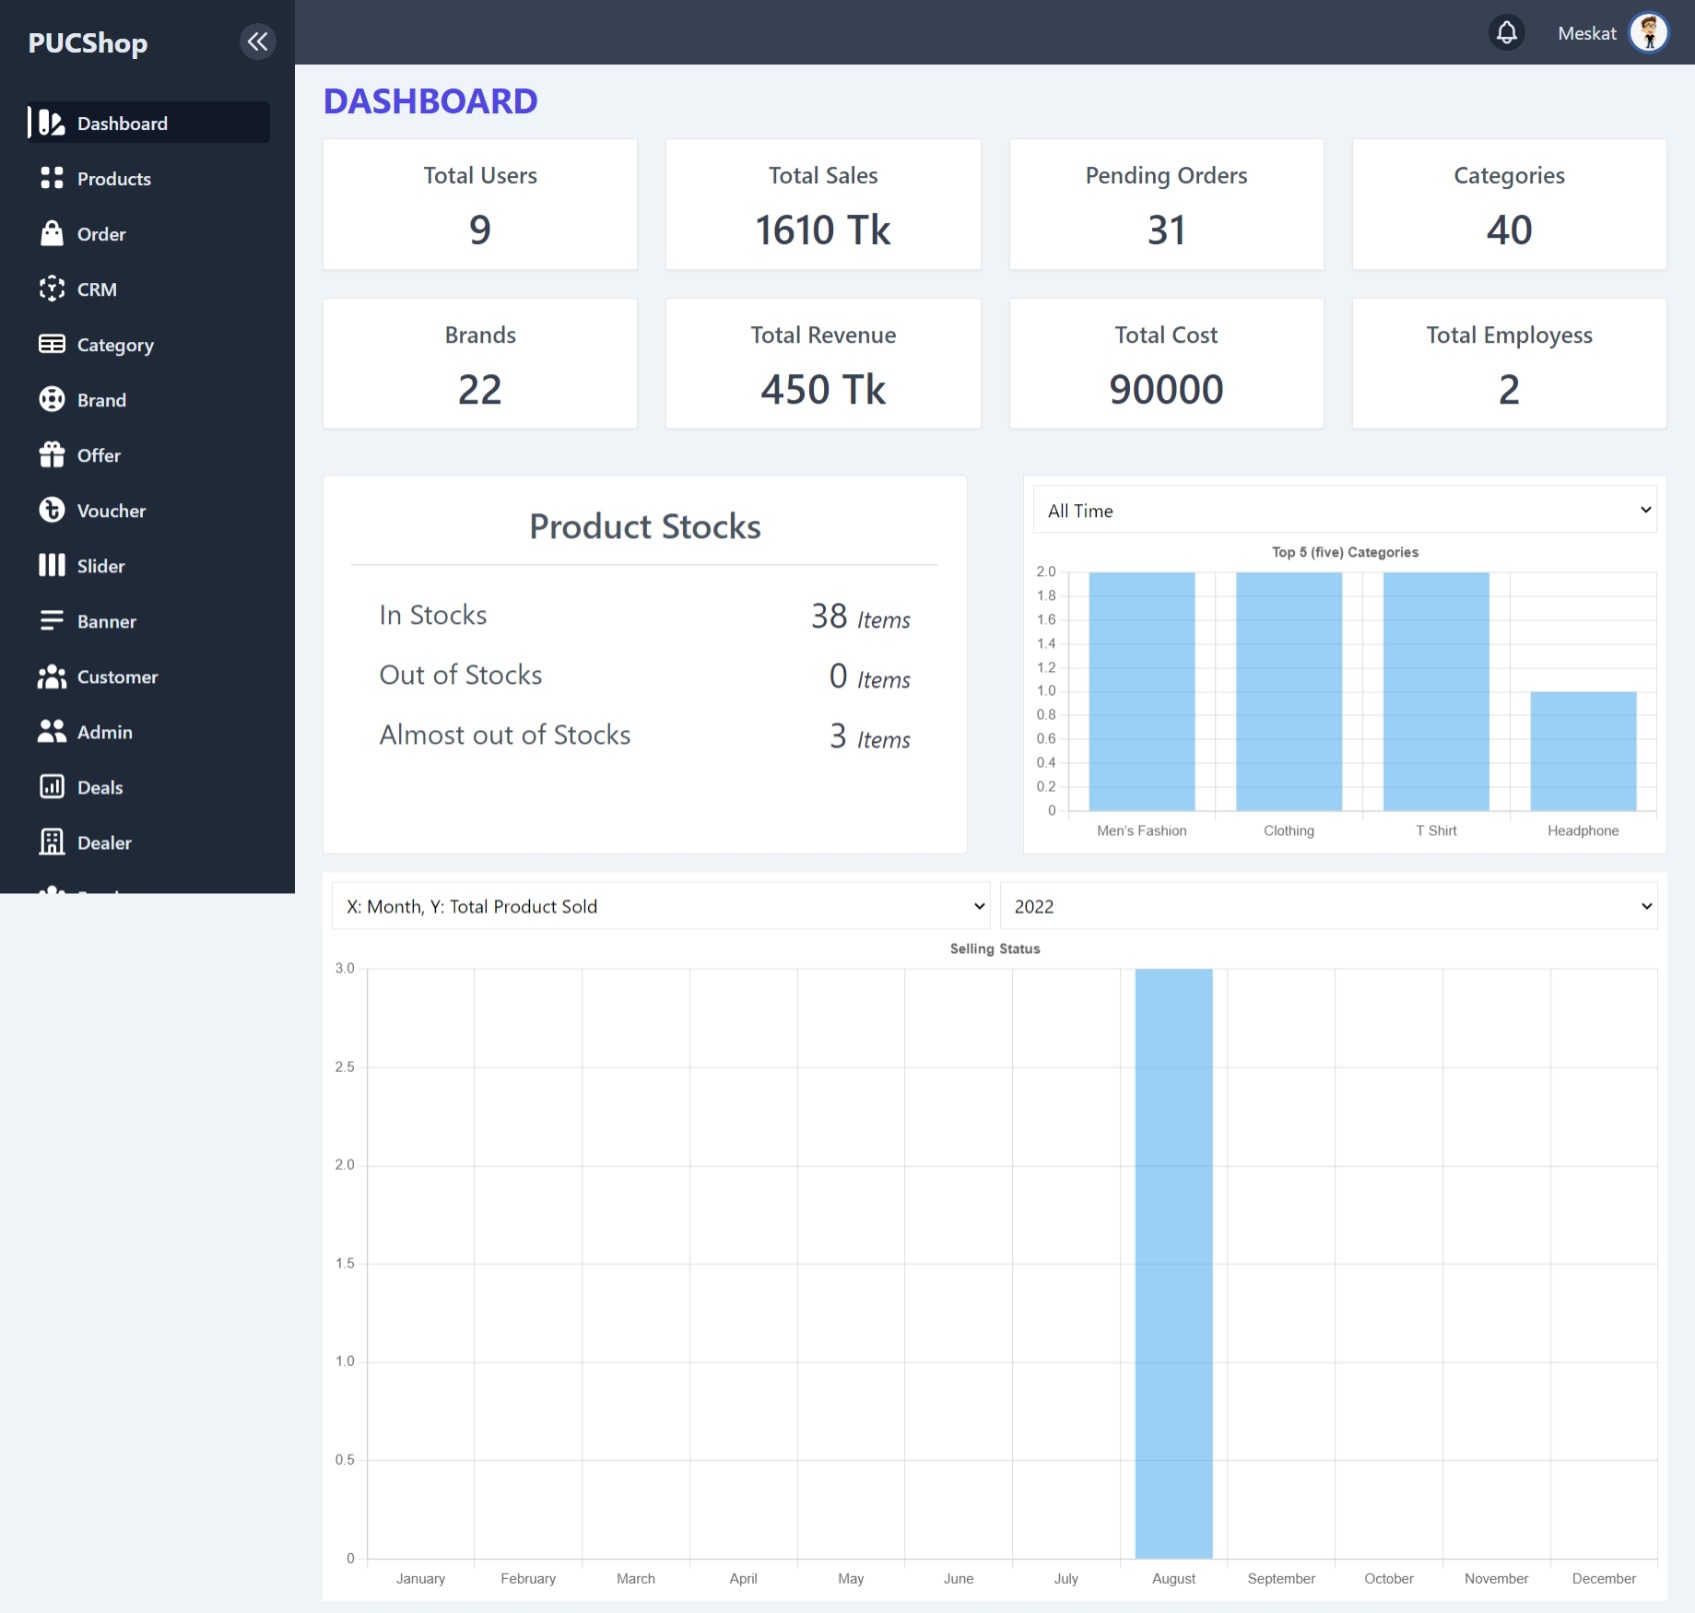 PUCShop
Meskat
Dashboard
Products
Order
CRM
Category
Brand
Offer
Voucher
Slider
Banner
Customer
Admin
Deals
Dealer
DASHBOARD
Total Users
9
Total Sales
1610 Tk
Pending Orders
31
Categories
40
Brands
22
Total Revenue
450 Tk
Total Cost
90000
Total Employess
2
Product Stocks
In Stocks 38 Items
Out of Stocks 0 Items
Almost out of Stocks 3 Items
All Time
Top 5 (five) Categories
2.0
1.8
1.6
1.4
1.2
1.0
0.8
0.6
0.4
0.2
0
Men's Fashion Clothing T Shirt Headphone
X: Month, Y: Total Product Sold 2022
Selling Status
3.0
2.5
2.0
1.5
1.0
0.5
0
January February March April May June July August September October November December